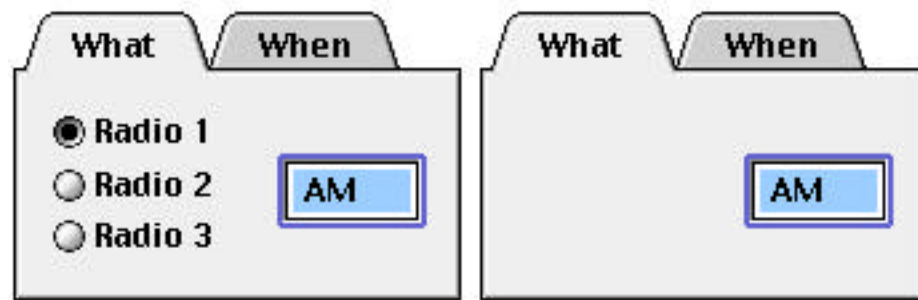 What When What When
Radio 1
Radio 2 AM AM
Radio 3